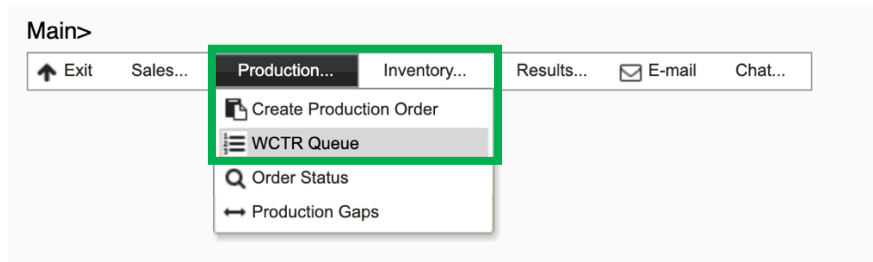 Main>
Exit Sales... Production... Inventory... Results... E-mail Chat...
Create Production Order
WCTR Queue
Order Status
Production Gaps